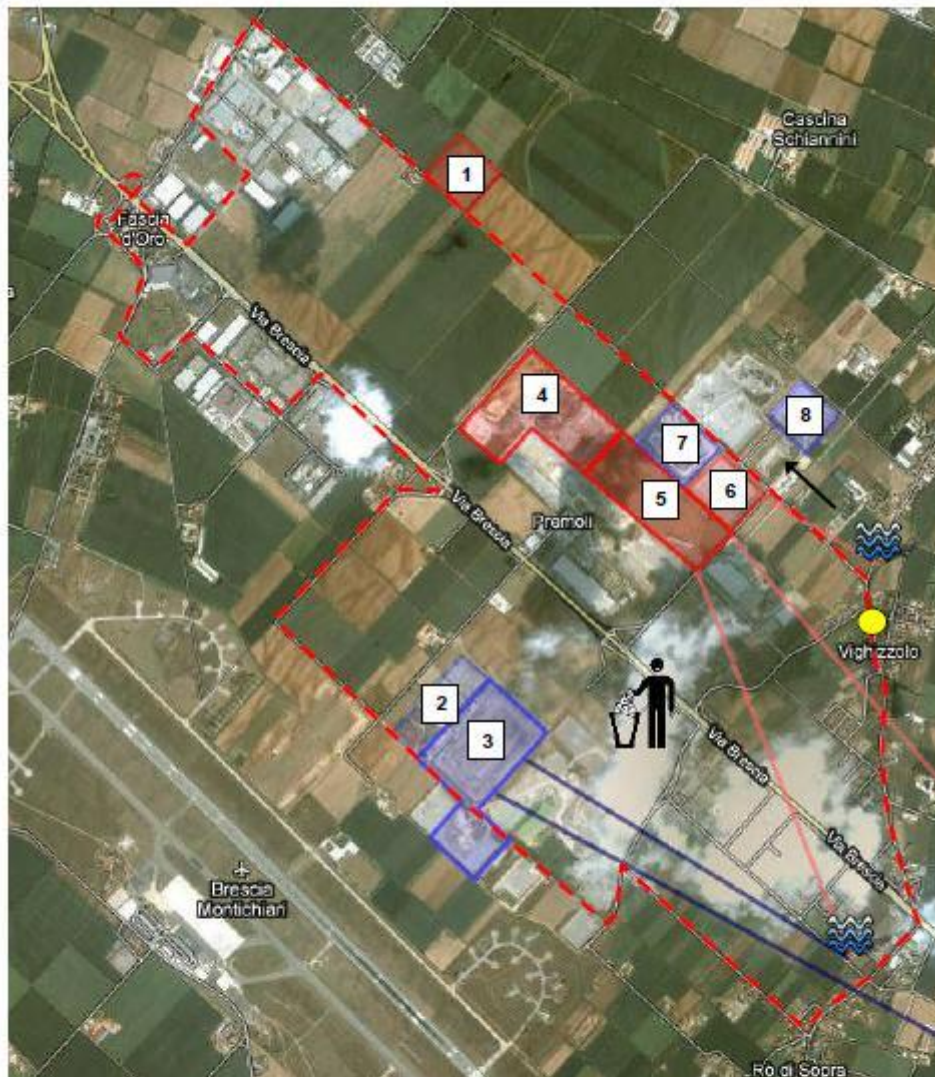 Cascina
Schiannini
1
Fascia
d'Oro
Via Brescia
4
8
7
6
5
Via Brescia
Premoli
Vighizzolo
2
3
Via Brescia
Via Brescia
Brescia
Montichiari
Rò di Sopra